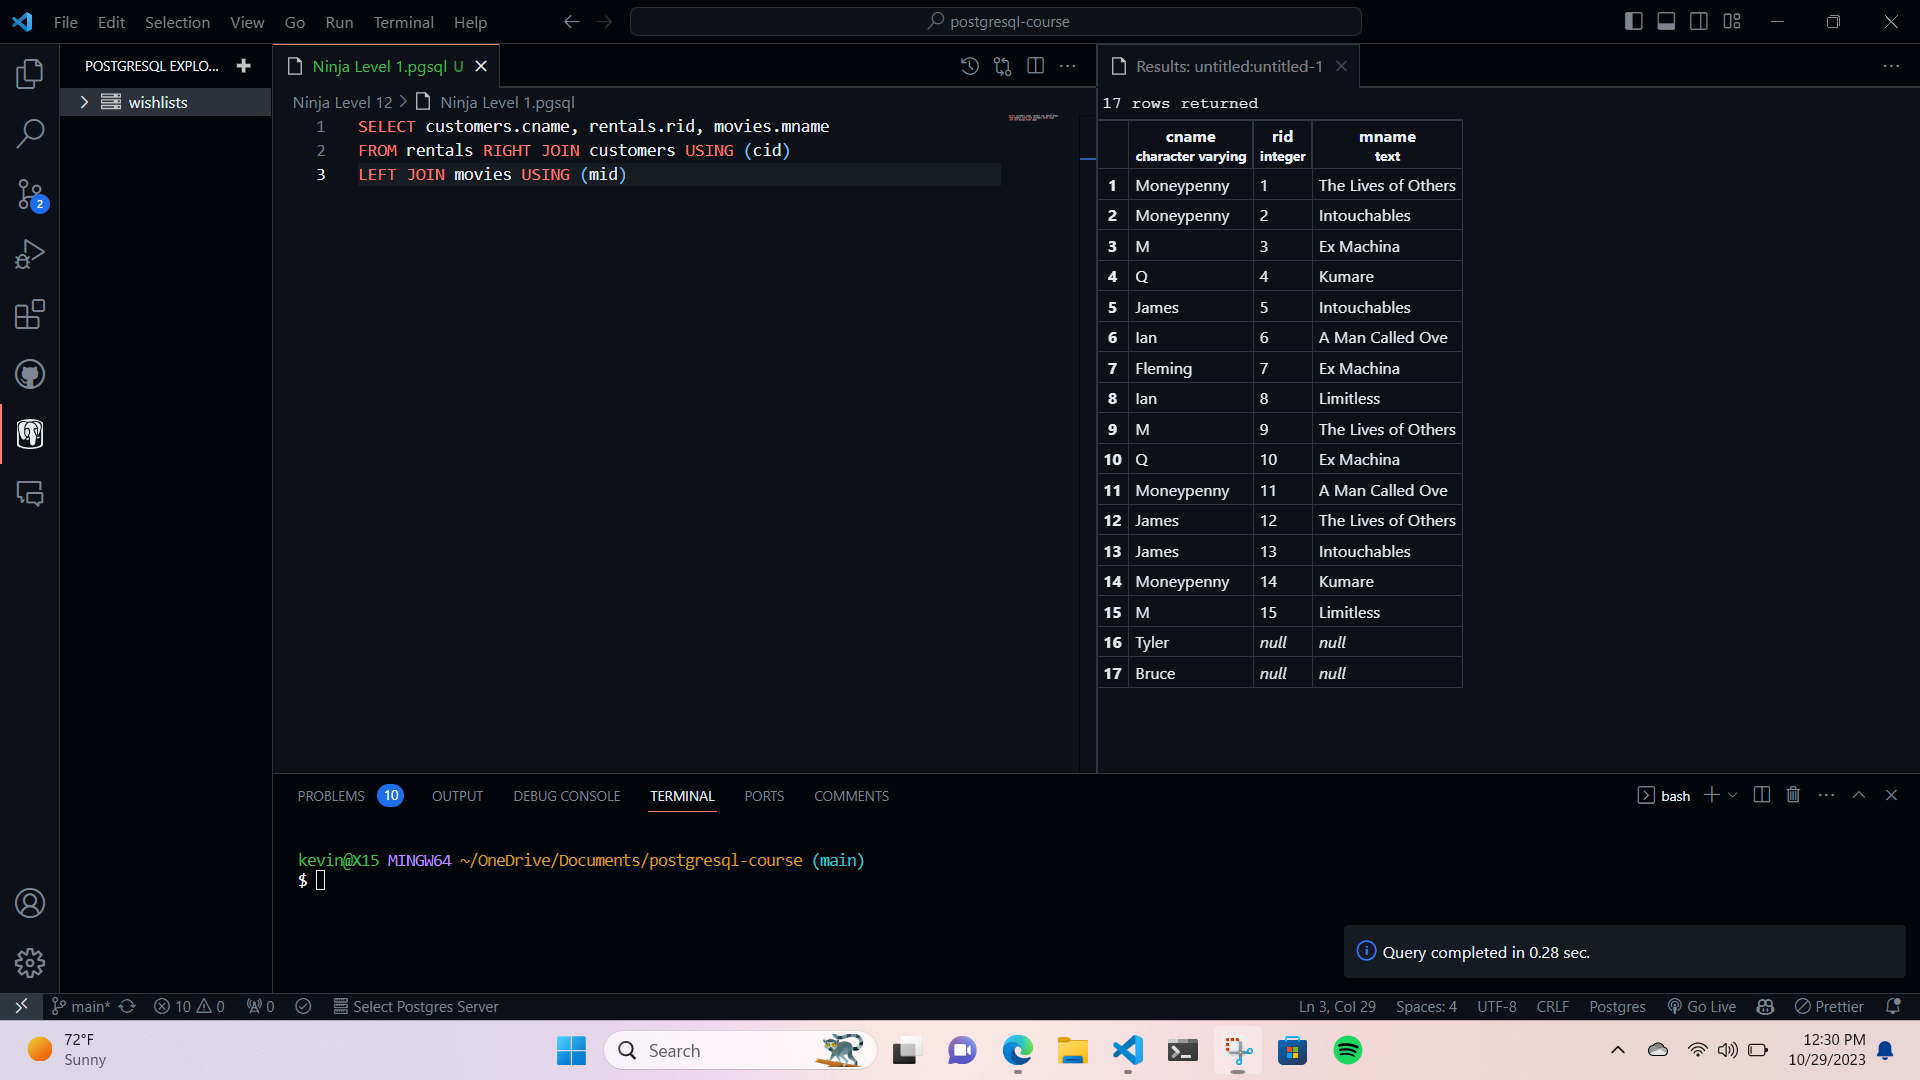 File Edit Selection View Go Run Terminal Help
postgresql-course
POSTGRESQL EXPLO...
wishlists
Ninja Level 1.pgsql U
Ninja Level 12 > Ninja Level 1.pgsql
1 SELECT customers.cname, rentals.rid, movies.mname
2 FROM rentals RIGHT JOIN customers USING (cid)
3 LEFT JOIN movies USING (mid)
Results: untitled:untitled-1
17 rows returned
cname rid mname
character varying integer text
1 Moneypenny 1 The Lives of Others
2 Moneypenny 2 Intouchables
3 M 3 Ex Machina
4 Q 4 Kumare
5 James 5 Intouchables
6 Ian 6 A Man Called Ove
7 Fleming 7 Ex Machina
8 Ian 8 Limitless
9 M 9 The Lives of Others
10 Q 10 Ex Machina
11 Moneypenny 11 A Man Called Ove
12 James 12 The Lives of Others
13 James 13 Intouchables
14 Moneypenny 14 Kumare
15 M 15 Limitless
16 Tyler null null
17 Bruce null null
2
PROBLEMS 10 OUTPUT DEBUG CONSOLE TERMINAL PORTS COMMENTS
bash
kevin@X15 MINGW64 ~/OneDrive/Documents/postgresql-course (main)
$
Query completed in 0.28 sec.
main* 10 0 0 Select Postgres Server
Ln 3, Col 29 Spaces: 4 UTF-8 CRLF Postgres Go Live Prettier
72°F
Sunny
Search
12:30 PM
10/29/2023